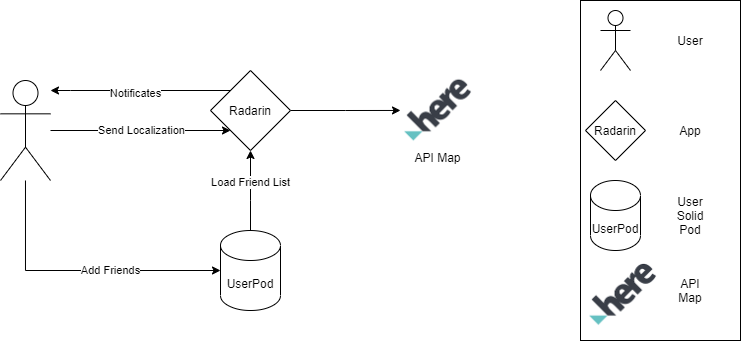 Notificates
Radarin
Send Localization
here
API Map
Load Friend List
Add Friends
UserPod
User
Radarin
App
UserPod
User
Solid
Pod
here
API
Map